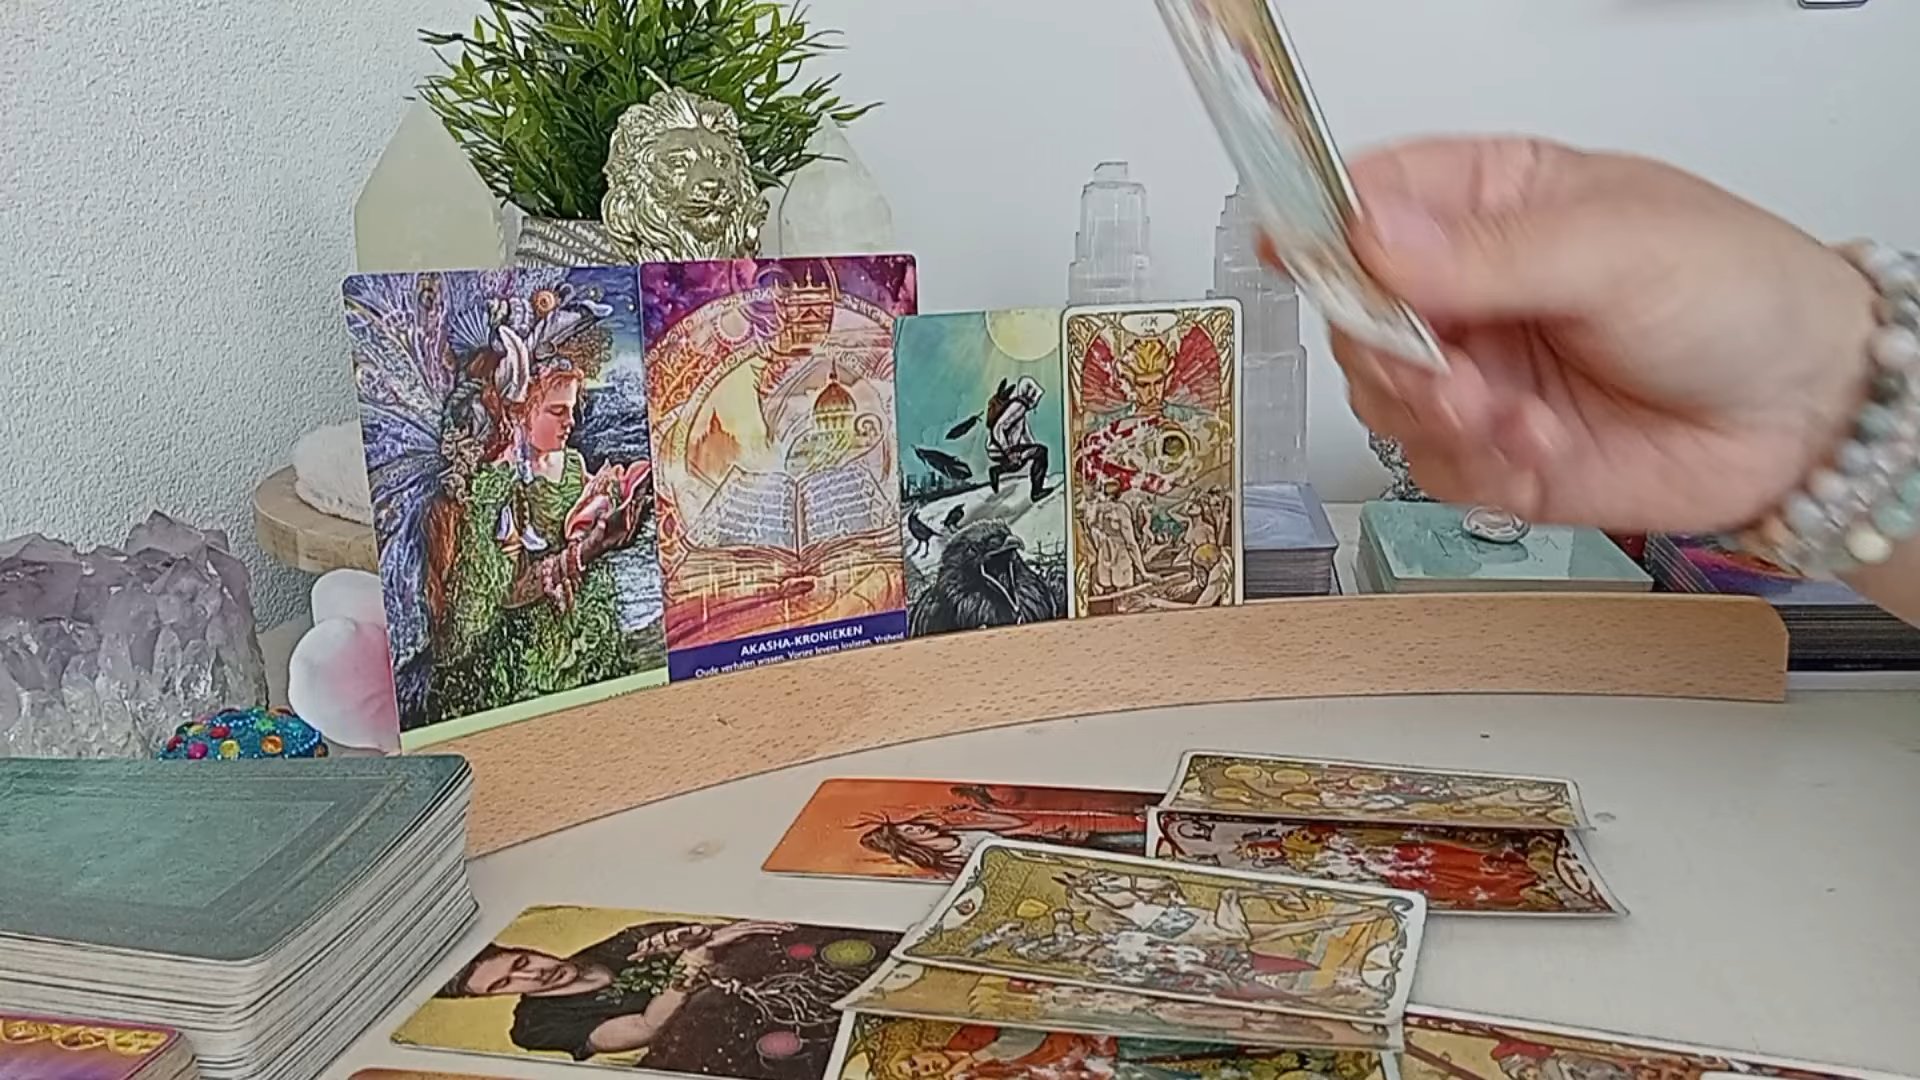 XX
AKASHA-KRONIEKEN
Oude verhalen wissen. Vorige levens loslaten. Vrijheid